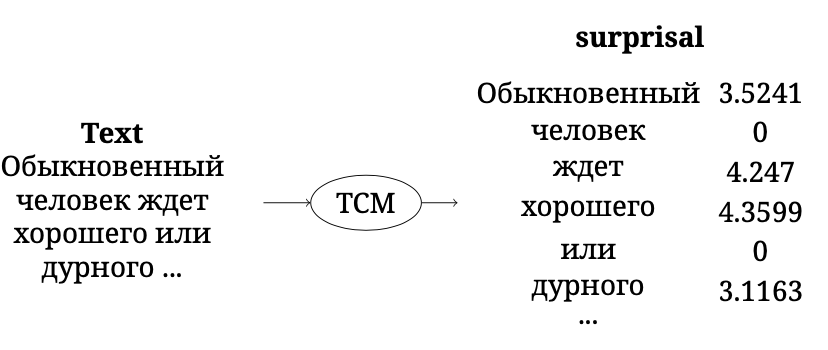 surprisal
Text
Обыкновенный
человек ждет
хорошего или
дурного ...
TCM
Обыкновенный 3.5241
человек 0
ждет 4.247
хорошего 4.3599
или 0
дурного 3.1163
...